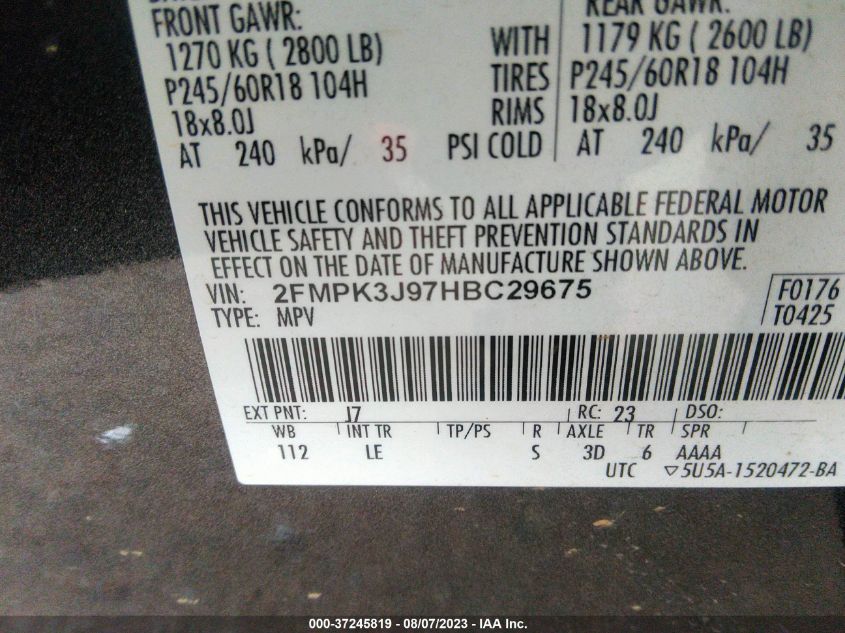 FRONT GAWR: REAR GAWR:
1270 KG ( 2800 LB) WITH 1179 KG ( 2600 LB)
P245/60R18 104H TIRES P245/60R18 104H
18x8.0J RIMS 18x8.0J
AT 240 kPa/ 35 PSI COLD AT 240 kPa/ 35
THIS VEHICLE CONFORMS TO ALL APPLICABLE FEDERAL MOTOR
VEHICLE SAFETY AND THEFT PREVENTION STANDARDS IN
EFFECT ON THE DATE OF MANUFACTURE SHOWN ABOVE.
VIN: 2FMPK3J97HBC29675 F0176
TYPE: MPV T0425
EXT PNT: J7 RC: 23 DSO:
WB INT TR TP/PS R AXLE TR SPR
112 LE S 3D 6 AAAA
UTC ▽5U5A-1520472-BA
000-37245819 - 08/07/2023 - IAA Inc.